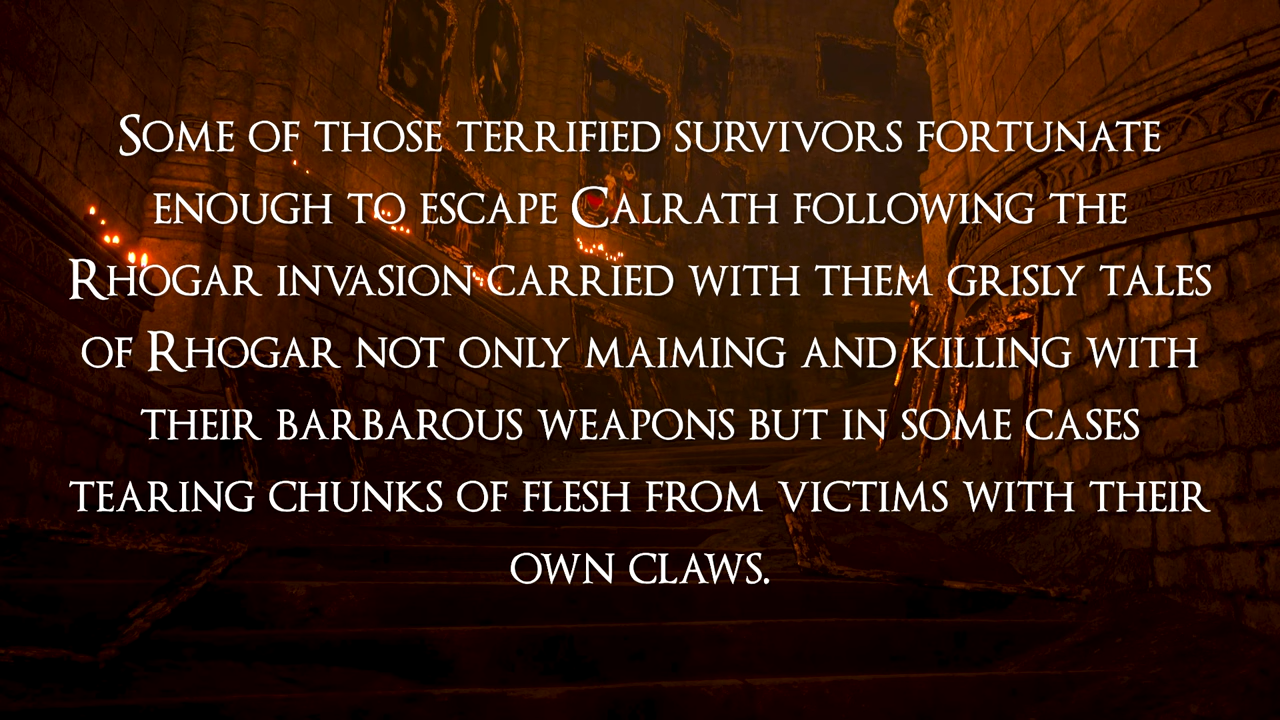 Some of those terrified survivors fortunate
enough to escape Calrath following the
Rhogar invasion carried with them grisly tales
of Rhogar not only maiming and killing with
their barbarous weapons but in some cases
tearing chunks of flesh from victims with their
own claws.